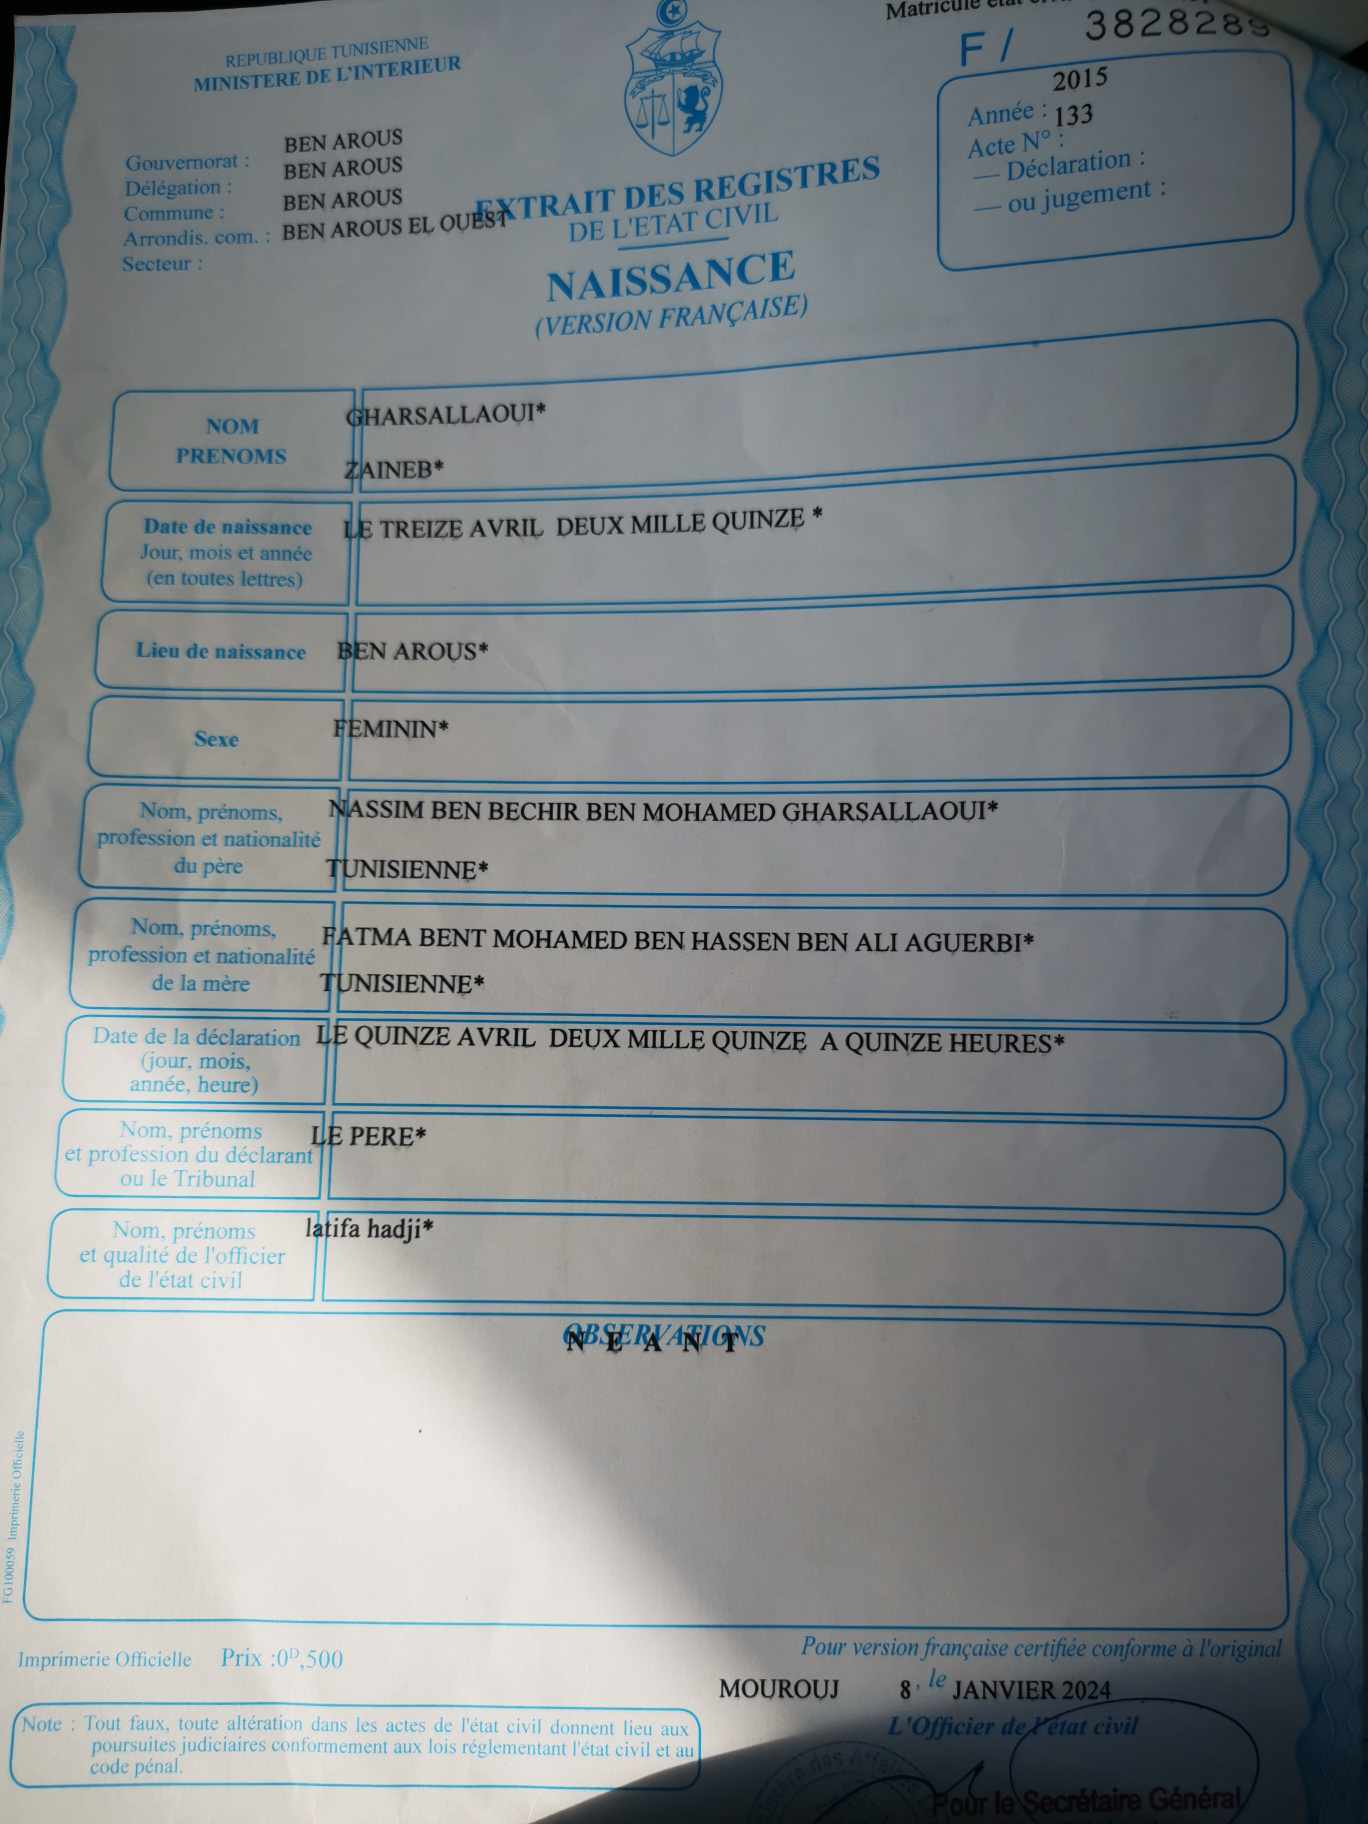 Matricule
F / 3828289
REPUBLIQUE TUNISIENNE
MINISTERE DE L'INTERIEUR
Gouvernorat : BEN AROUS
Délégation : BEN AROUS
Commune : BEN AROUS
Arrondis. com. : BEN AROUS EL OUEST
Secteur :
EXTRAIT DES REGISTRES
DE L'ETAT CIVIL
NAISSANCE
(VERSION FRANÇAISE)
Année : 2015
Acte N° : 133
— Déclaration :
— ou jugement :
NOM GHARSALLAOUI*
PRENOMS ZAINEB*
Date de naissance LE TREIZE AVRIL DEUX MILLE QUINZE *
Jour, mois et année
(en toutes lettres)
Lieu de naissance BEN AROUS*
Sexe FEMININ*
Nom, prénoms, NASSIM BEN BECHIR BEN MOHAMED GHARSALLAOUI*
profession et nationalité
du père TUNISIENNE*
Nom, prénoms, FATMA BENT MOHAMED BEN HASSEN BEN ALI AGUERBI*
profession et nationalité
de la mère TUNISIENNE*
Date de la déclaration LE QUINZE AVRIL DEUX MILLE QUINZE A QUINZE HEURES*
(jour, mois,
année, heure)
Nom, prénoms LE PERE*
et profession du déclarant
ou le Tribunal
Nom, prénoms latifa hadji*
et qualité de l'officier
de l'état civil
OBSERVATIONS
N E A N T
FG100059 Imprimerie Officielle
Imprimerie Officielle Prix :0D,500
Pour version française certifiée conforme à l'original
MOUROUJ 8, le JANVIER 2024
L'Officier de l'état civil
Note : Tout faux, toute altération dans les actes de l'état civil donnent lieu aux
poursuites judiciaires conformement aux lois réglementant l'état civil et au
code pénal.
Pour le Secrétaire Général